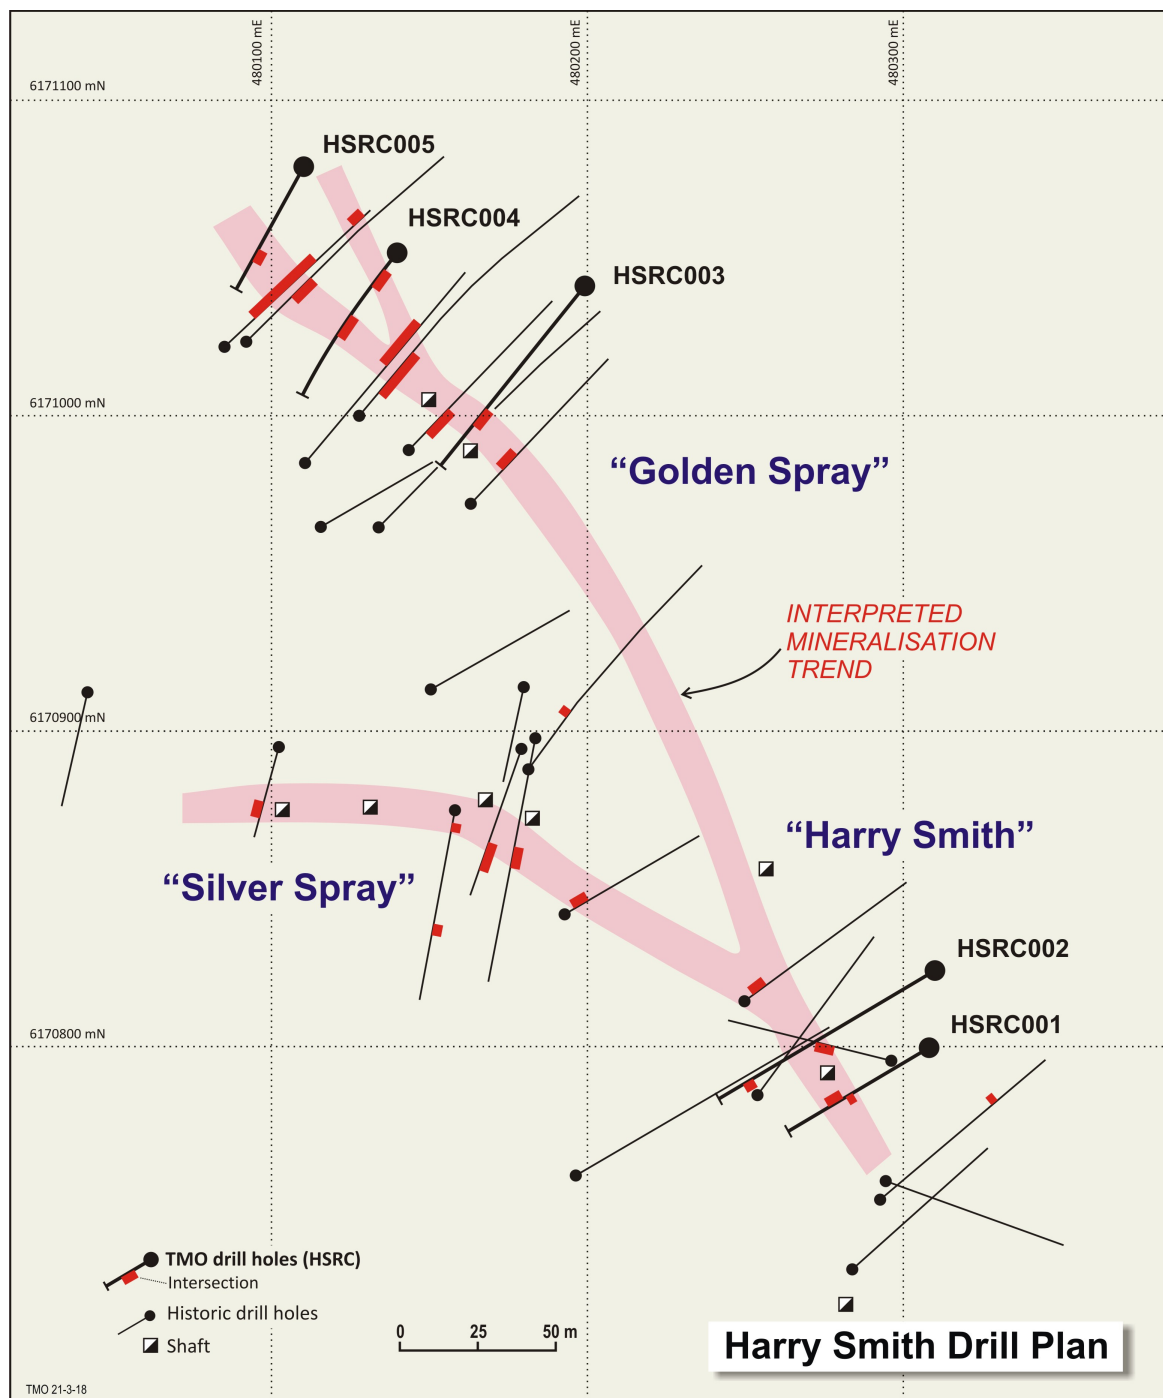 480100 mE
480200 mE
480300 mE
6171100 mN
HSRC005
HSRC004
HSRC003
6171000 mN
“Golden Spray”
INTERPRETED
MINERALISATION
TREND
6170900 mN
“Harry Smith”
“Silver Spray”
HSRC002
HSRC001
6170800 mN
TMO drill holes (HSRC)
Intersection
Historic drill holes
Shaft
0 25 50 m
Harry Smith Drill Plan
TMO 21-3-18